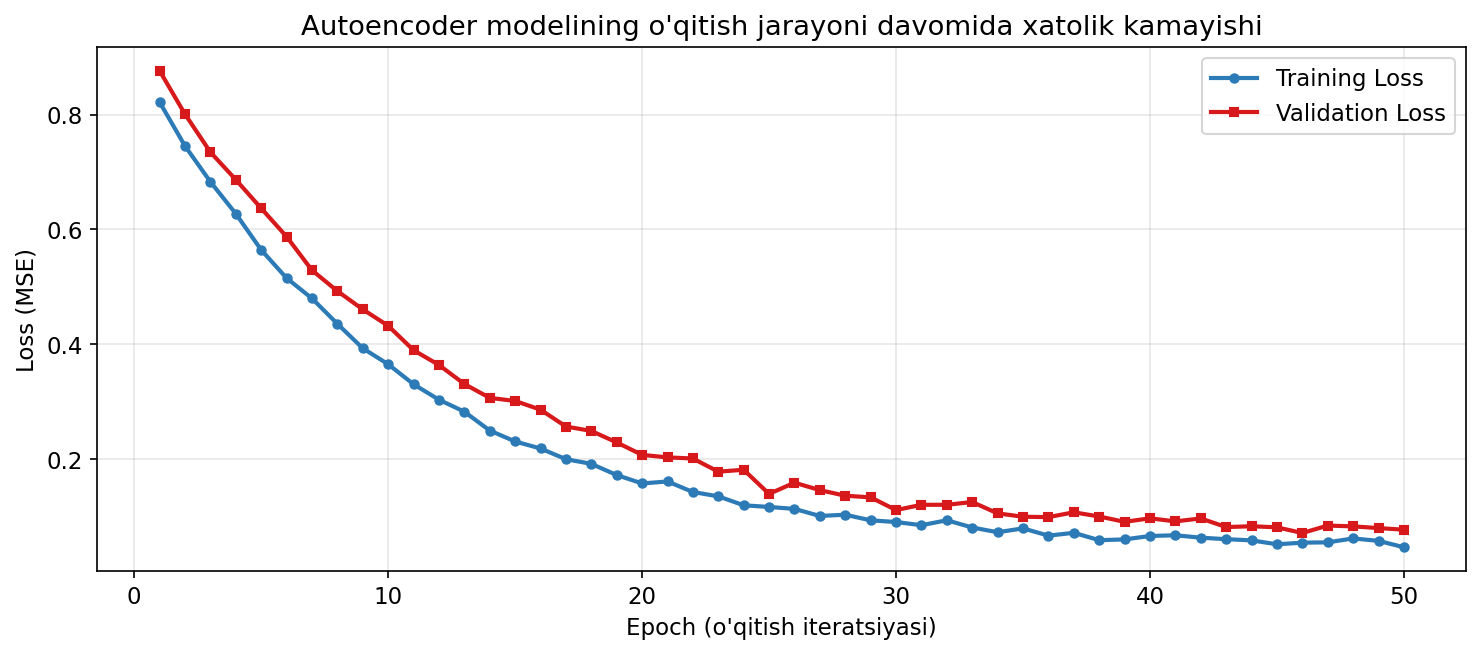 Autoencoder modelining o'qitish jarayoni davomida xatolik kamayishi
Training Loss
Validation Loss
Loss (MSE)
0.8
0.6
0.4
0.2
0
10
20
30
40
50
Epoch (o'qitish iteratsiyasi)